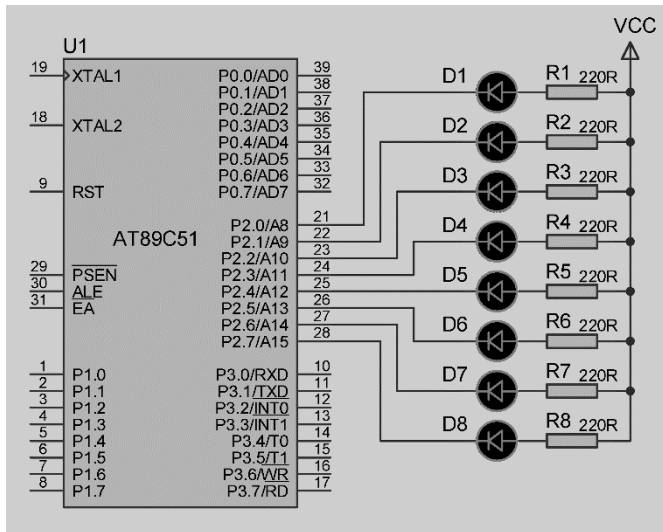 VCC
U1
19 XTAL1
18 XTAL2
9 RST
29 PSEN
30 ALE
31 EA
1 P1.0
2 P1.1
3 P1.2
4 P1.3
5 P1.4
6 P1.5
7 P1.6
8 P1.7
AT89C51
P0.0/AD0 39
P0.1/AD1 38
P0.2/AD2 37
P0.3/AD3 36
P0.4/AD4 35
P0.5/AD5 34
P0.6/AD6 33
P0.7/AD7 32
P2.0/A8 21
P2.1/A9 22
P2.2/A10 23
P2.3/A11 24
P2.4/A12 25
P2.5/A13 26
P2.6/A14 27
P2.7/A15 28
P3.0/RXD 10
P3.1/TXD 11
P3.2/INT0 12
P3.3/INT1 13
P3.4/T0 14
P3.5/T1 15
P3.6/WR 16
P3.7/RD 17
D1 R1 220R
D2 R2 220R
D3 R3 220R
D4 R4 220R
D5 R5 220R
D6 R6 220R
D7 R7 220R
D8 R8 220R